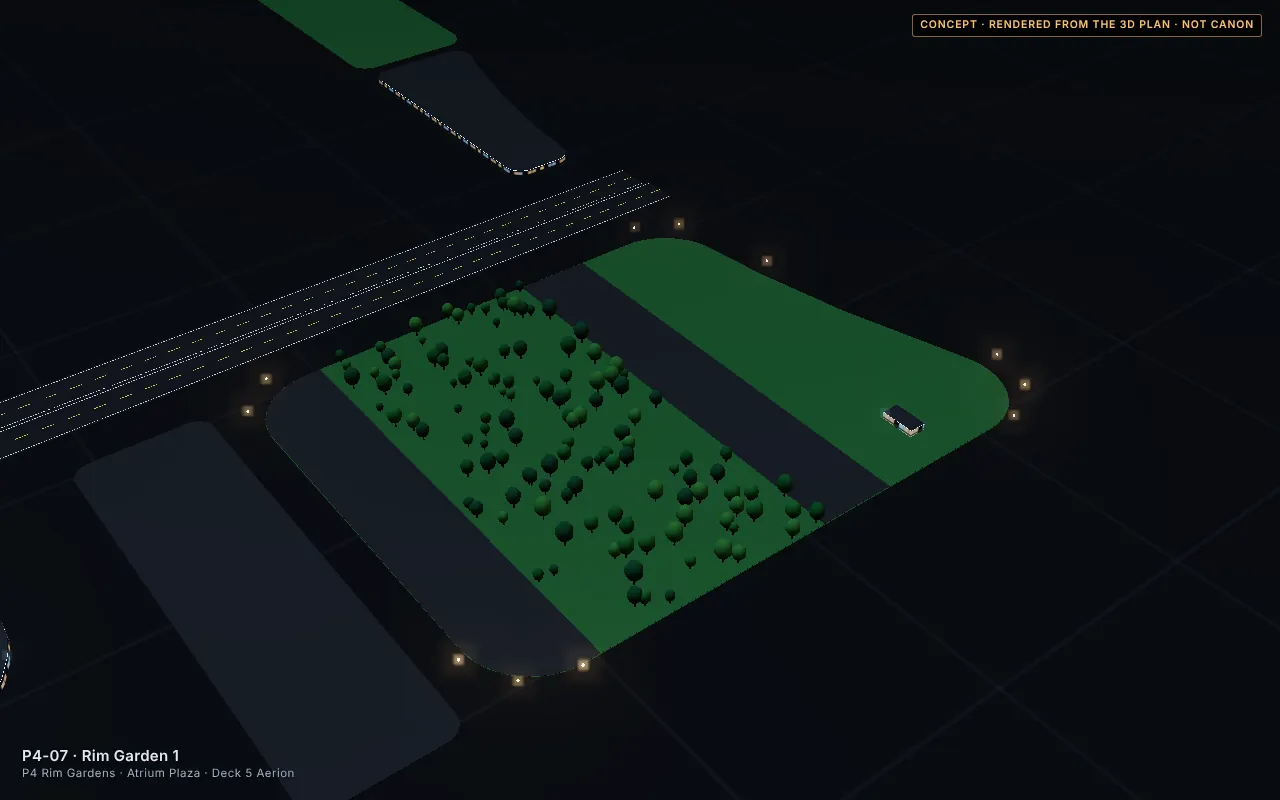 CONCEPT · RENDERED FROM THE 3D PLAN · NOT CANON
P4-07 · Rim Garden 1
P4 Rim Gardens · Atrium Plaza · Deck 5 Aerion